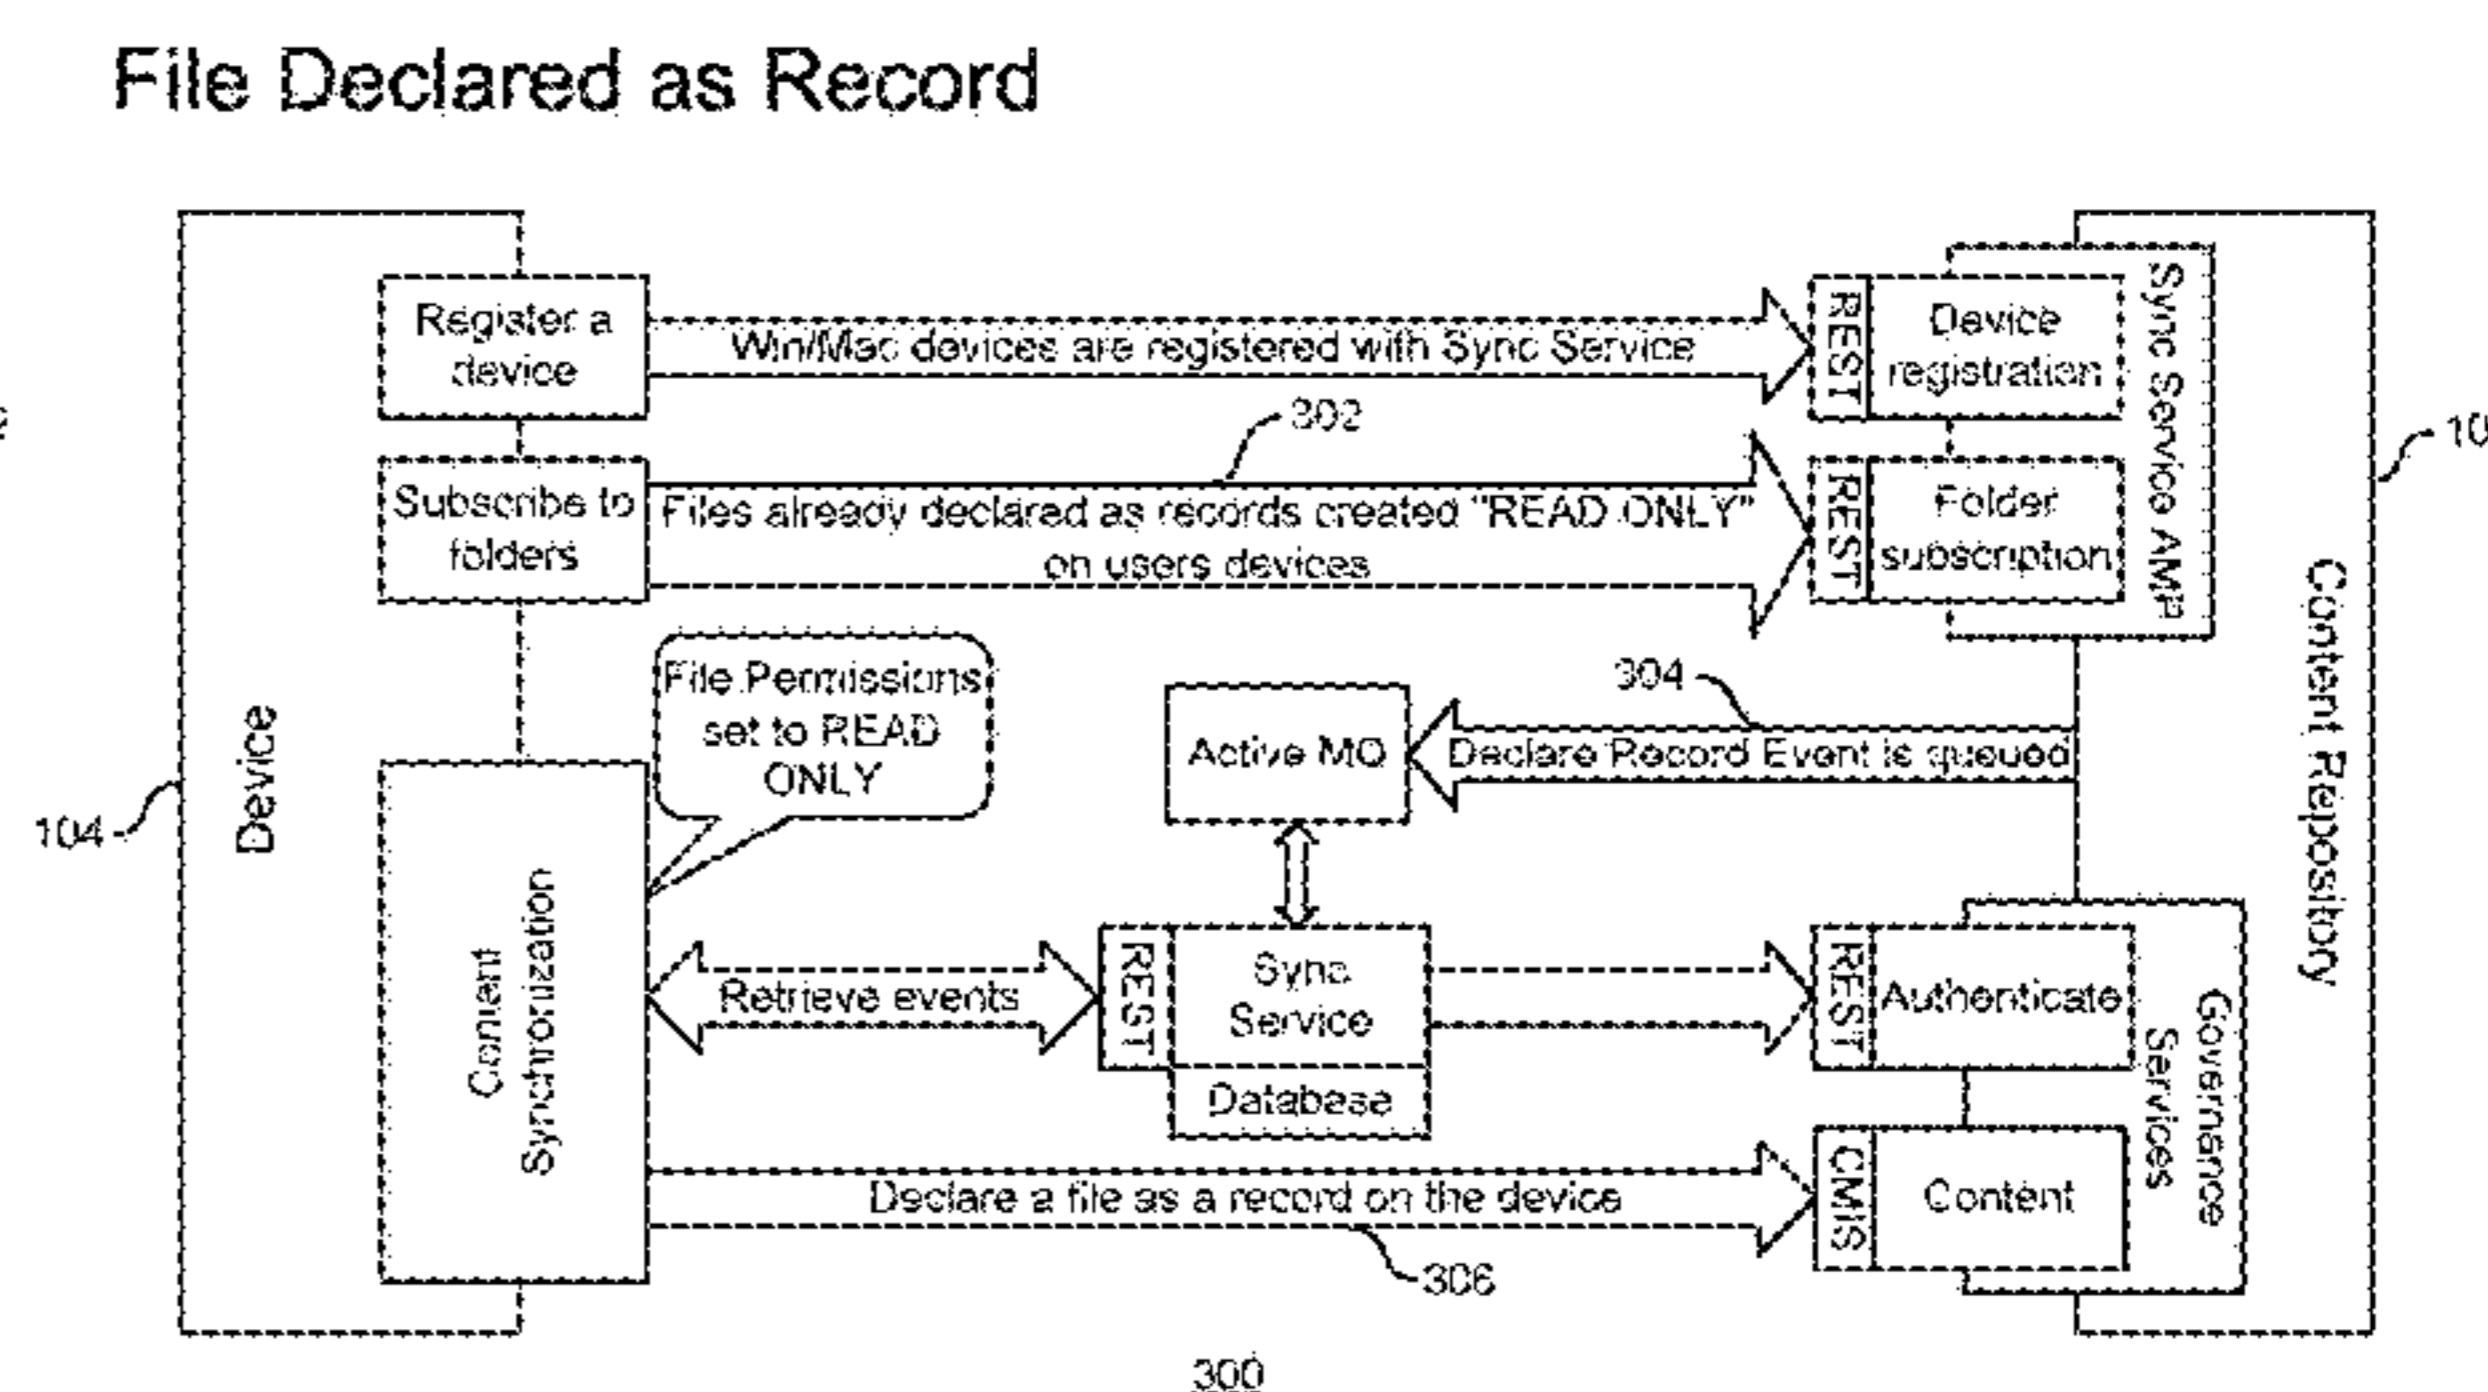 File Declared as Record
Register a
device
Win/Mac devices are registered with Sync Service
REST
Device
registration
Sync Service AMP
302
Subscribe to
folders
Files already declared as records created "READ ONLY"
on users devices
REST
Folder
subscription
10
Content Repository
File Permissions
set to READ
ONLY
304
Active MQ
Declare Record Event is queued
Device
104
Content
Synchronization
Retrieve events
REST
Sync
Service
Database
REST
Authenticate
Governance
Services
Declare a file as a record on the device
CMIS
Content
306
300